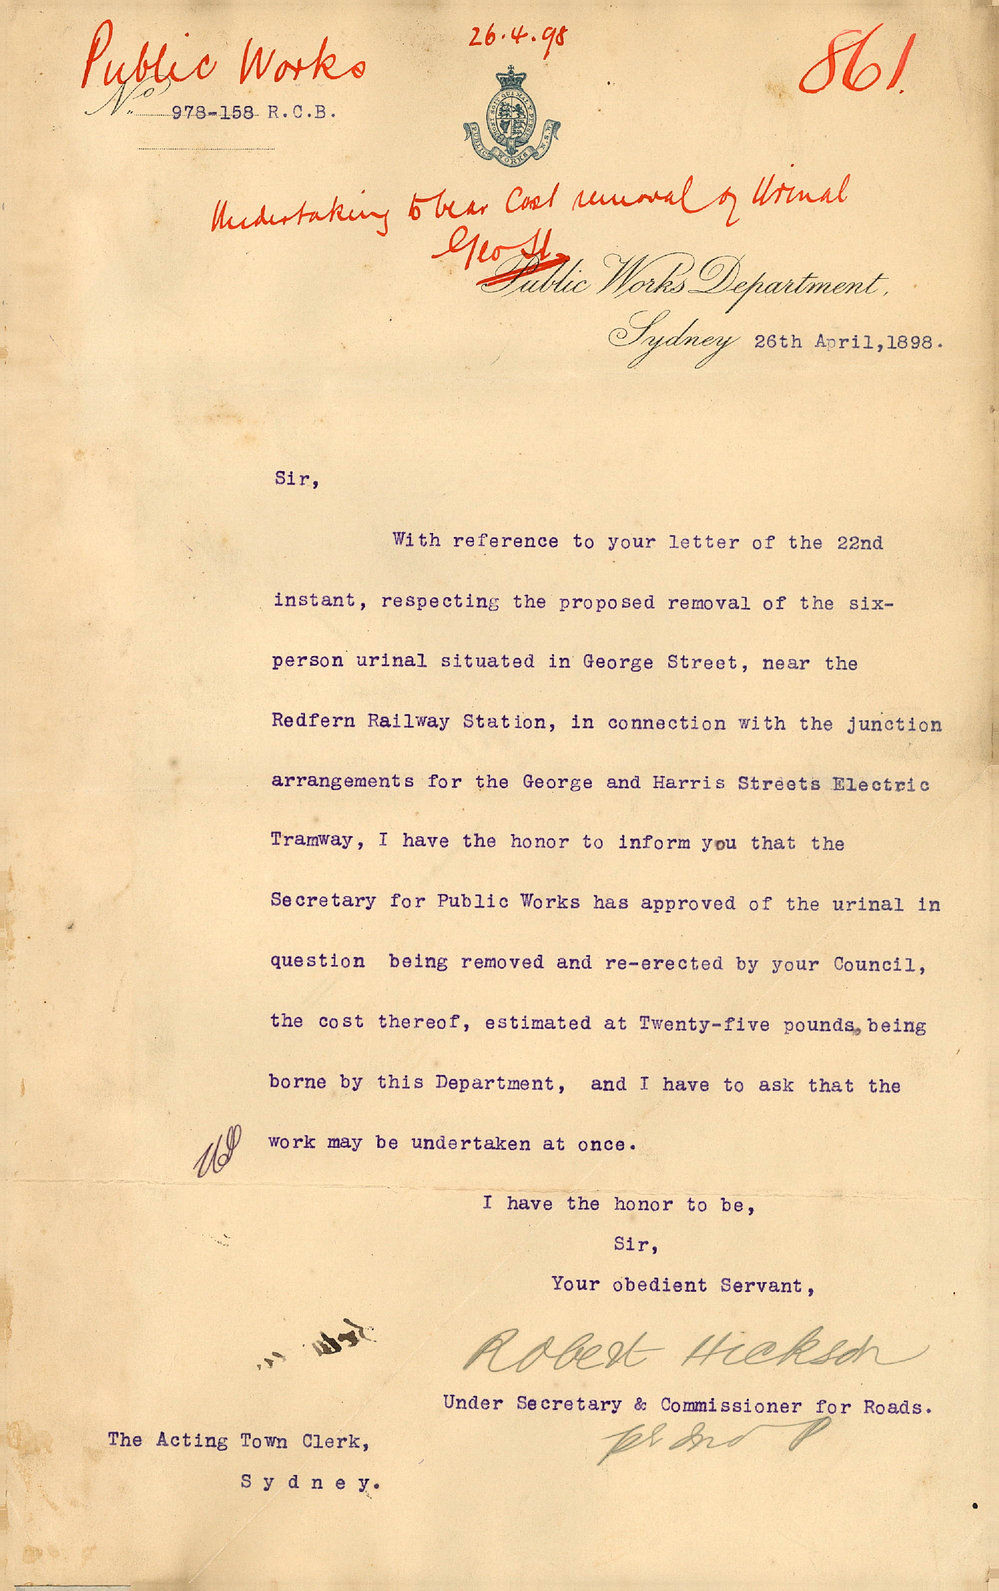 Public Works
26.4.98
861.
No. 978-158 R.C.B.
PUBLIC WORKS N.S.W.
Undertaking to bear Cost removal of Urinal
Geo St.
Public Works Department,
Sydney 26th April,1898.
Sir,
With reference to your letter of the 22nd
instant, respecting the proposed removal of the six-
person urinal situated in George Street, near the
Redfern Railway Station, in connection with the junction
arrangements for the George and Harris Streets Electric
Tramway, I have the honor to inform you that the
Secretary for Public Works has approved of the urinal in
question being removed and re-erected by your Council,
the cost thereof, estimated at Twenty-five pounds, being
borne by this Department, and I have to ask that the
work may be undertaken at once.
I have the honor to be,
Sir,
Your obedient Servant,
Robert Hickson
Under Secretary & Commissioner for Roads.
The Acting Town Clerk,
Sydney.